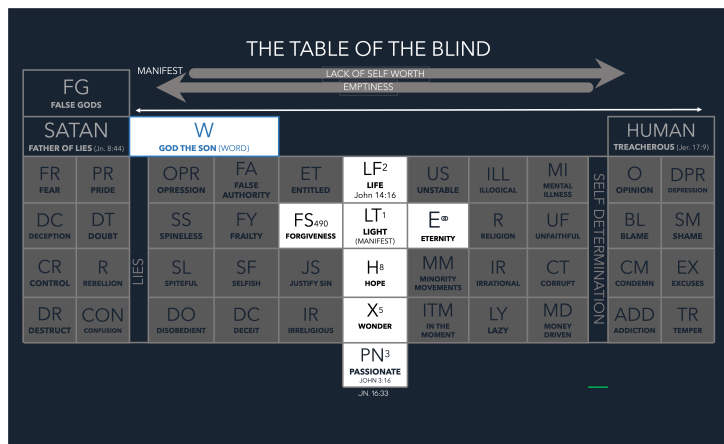 THE TABLE OF THE BLIND
MANIFEST
LACK OF SELF WORTH
EMPTINESS
FG
FALSE GODS
SATAN
FATHER OF LIES (Jn. 8:44)
W
GOD THE SON (WORD)
HUMAN
TREACHEROUS (Jer. 17:9)
FR
FEAR
PR
PRIDE
OPR
OPRESSION
FA
FALSE
AUTHORITY
ET
ENTITLED
LF2
LIFE
John 14:16
US
UNSTABLE
ILL
ILLOGICAL
MI
MENTAL
ILLNESS
O
OPINION
DPR
DEPRESSION
DC
DECEPTION
DT
DOUBT
SS
SPINELESS
FY
FRAILTY
FS490
FORGIVENESS
LT1
LIGHT
(MANIFEST)
E∞
ETERNITY
R
RELIGION
UF
UNFAITHFUL
BL
BLAME
SM
SHAME
LIES
SELF DETERMINATION
CR
CONTROL
R
REBELLION
SL
SPITEFUL
SF
SELFISH
JS
JUSTIFY SIN
H8
HOPE
MM
MINORITY
MOVEMENTS
IR
IRRATIONAL
CT
CORRUPT
CM
CONDEMN
EX
EXCUSES
DR
DESTRUCT
CON
CONFUSION
DO
DISOBEDIENT
DC
DECEIT
IR
IRRELIGIOUS
X5
WONDER
ITM
IN THE
MOMENT
LY
LAZY
MD
MONEY
DRIVEN
ADD
ADDICTION
TR
TEMPER
PN3
PASSIONATE
JOHN 3:16
JN. 16:33